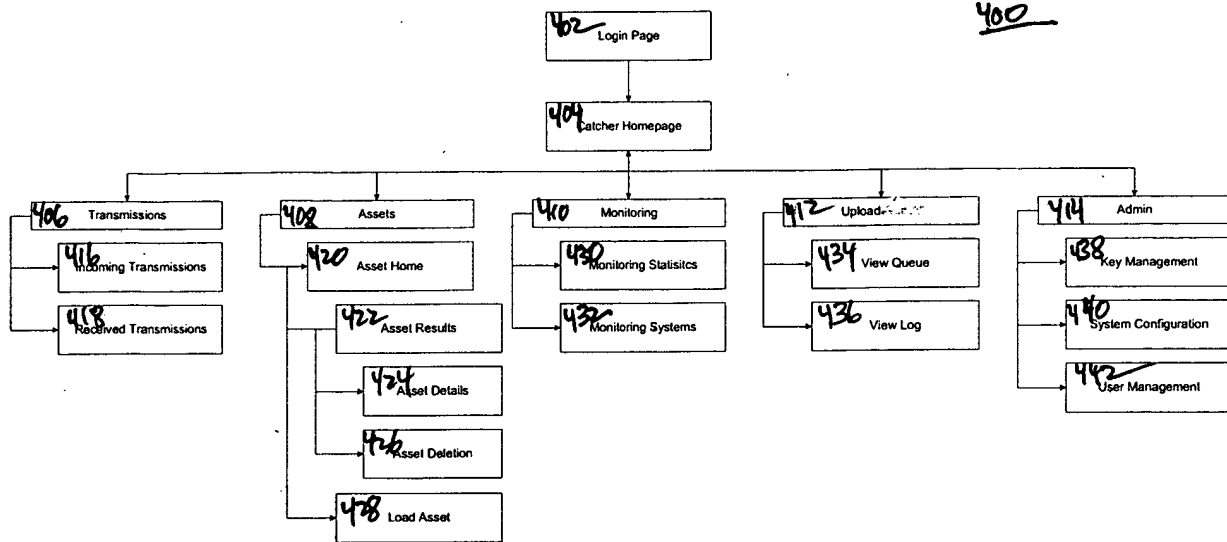 400
402
Login Page
404
Catcher Homepage
406
Transmissions
416
Incoming Transmissions
418
Received Transmissions
408
Assets
420
Asset Home
422
Asset Results
424
Asset Details
426
Asset Deletion
428
Load Asset
410
Monitoring
430
Monitoring Statisitcs
432
Monitoring Systems
412
Upload
434
View Queue
436
View Log
414
Admin
438
Key Management
440
System Configuration
442
User Management